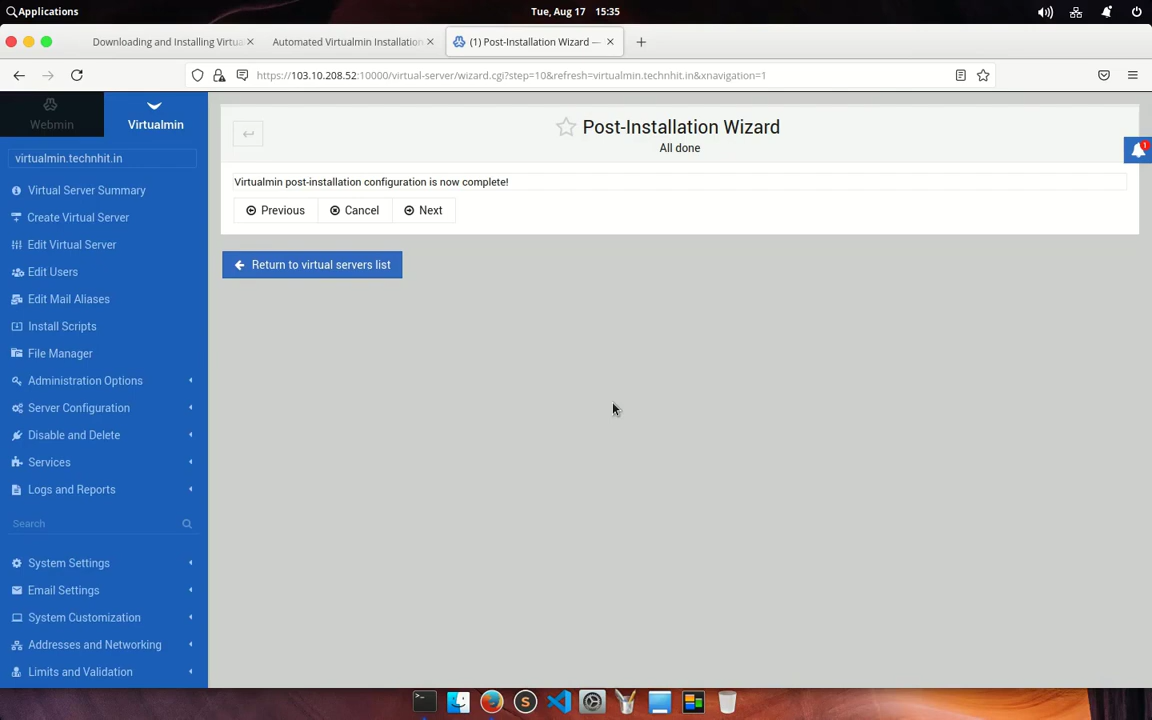 Applications
Tue, Aug 17 15:35
Downloading and Installing Virtua
Automated Virtualmin Installation
(1) Post-Installation Wizard —
https://103.10.208.52:10000/virtual-server/wizard.cgi?step=10&refresh=virtualmin.technhit.in&xnavigation=1
Webmin
Virtualmin
virtualmin.technhit.in
Virtual Server Summary
Create Virtual Server
Edit Virtual Server
Edit Users
Edit Mail Aliases
Install Scripts
File Manager
Administration Options
Server Configuration
Disable and Delete
Services
Logs and Reports
Search
System Settings
Email Settings
System Customization
Addresses and Networking
Limits and Validation
Post-Installation Wizard
All done
1
Virtualmin post-installation configuration is now complete!
Previous
Cancel
Next
Return to virtual servers list